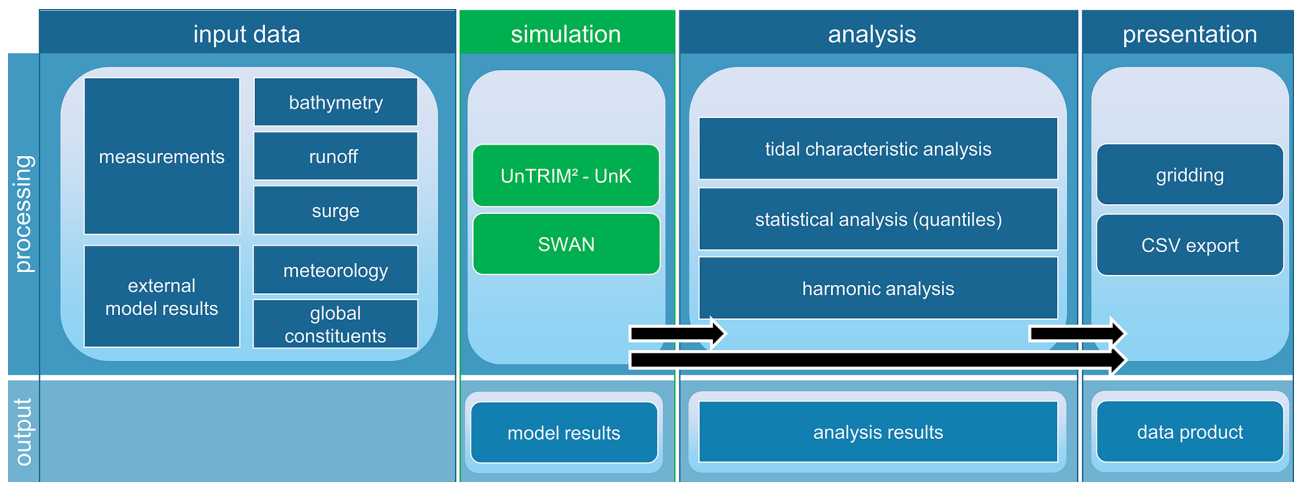 input data
simulation
analysis
presentation
processing
measurements
bathymetry
runoff
surge
external
model results
meteorology
global
constituents
UnTRIM² - UnK
SWAN
tidal characteristic analysis
statistical analysis (quantiles)
harmonic analysis
gridding
CSV export
output
model results
analysis results
data product